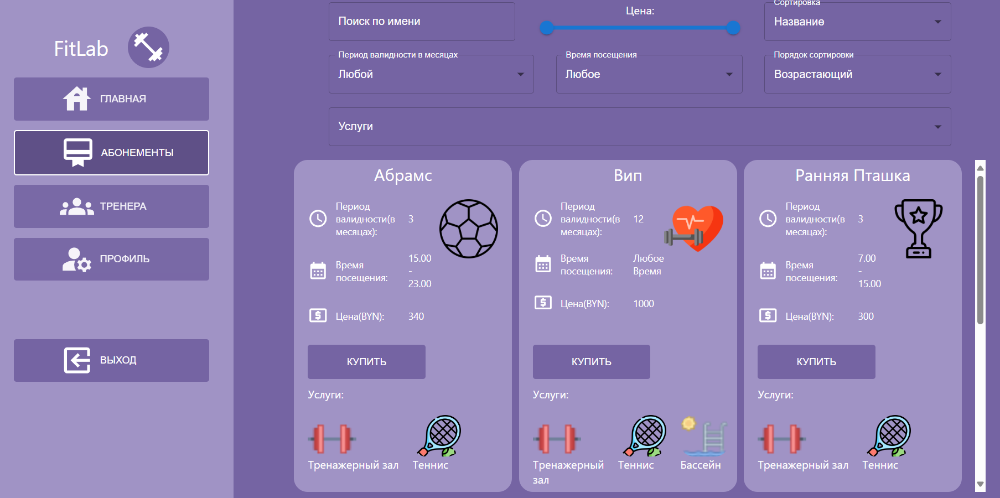 FitLab
ГЛАВНАЯ
АБОНЕМЕНТЫ
ТРЕНЕРА
ПРОФИЛЬ
ВЫХОД
Поиск по имени
Цена:
Сортировка
Название
Период валидности в месяцах
Любой
Время посещения
Любое
Порядок сортировки
Возрастающий
Услуги
Абрамс
Период
валидности(в
месяцах):
3
Время
посещения:
15.00
-
23.00
Цена(BYN):
340
КУПИТЬ
Услуги:
Тренажерный зал
Теннис
Вип
Период
валидности(в
месяцах):
12
Время
посещения:
Любое
Время
Цена(BYN):
1000
КУПИТЬ
Услуги:
Тренажерный
зал
Теннис
Бассейн
Ранняя Пташка
Период
валидности(в
месяцах):
3
Время
посещения:
7.00
-
15.00
Цена(BYN):
300
КУПИТЬ
Услуги:
Тренажерный зал
Теннис